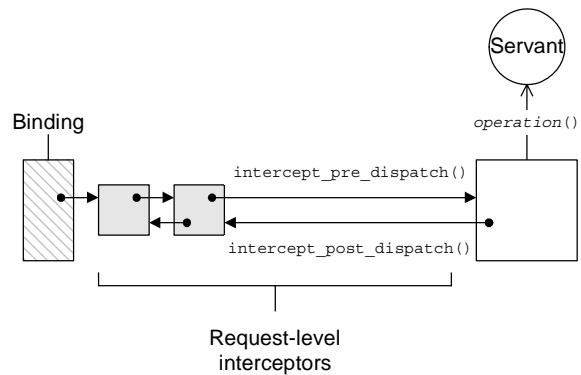 Servant
operation()
Binding
intercept_pre_dispatch()
intercept_post_dispatch()
Request-level
interceptors